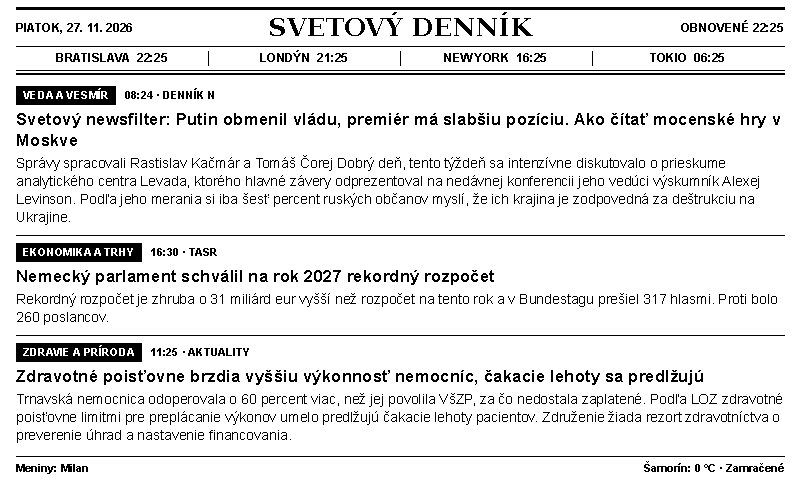 PIATOK, 27. 11. 2026
SVETOVÝ DENNÍK
OBNOVENÉ 22:25
BRATISLAVA 22:25
LONDÝN 21:25
NEW YORK 16:25
TOKIO 06:25
VEDA A VESMÍR 08:24 · DENNÍK N
Svetový newsfilter: Putin obmenil vládu, premiér má slabšiu pozíciu. Ako čítať mocenské hry v
Moskve
Správy spracovali Rastislav Kačmár a Tomáš Čorej Dobrý deň, tento týždeň sa intenzívne diskutovalo o prieskume
analytického centra Levada, ktorého hlavné závery odprezentoval na nedávnej konferencii jeho vedúci výskumník Alexej
Levinson. Podľa jeho merania si iba šesť percent ruských občanov myslí, že ich krajina je zodpovedná za deštrukciu na
Ukrajine.
EKONOMIKA A TRHY 16:30 · TASR
Nemecký parlament schválil na rok 2027 rekordný rozpočet
Rekordný rozpočet je zhruba o 31 miliárd eur vyšší než rozpočet na tento rok a v Bundestagu prešiel 317 hlasmi. Proti bolo
260 poslancov.
ZDRAVIE A PRÍRODA 11:25 · AKTUALITY
Zdravotné poisťovne brzdia vyššiu výkonnosť nemocníc, čakacie lehoty sa predlžujú
Trnavská nemocnica odoperovala o 60 percent viac, než jej povolila VšZP, za čo nedostala zaplatené. Podľa LOZ zdravotné
poisťovne limitmi pre preplácanie výkonov umelo predlžujú čakacie lehoty pacientov. Združenie žiada rezort zdravotníctva o
preverenie úhrad a nastavenie financovania.
Meniny: Milan
Šamorín: 0 °C · Zamračené